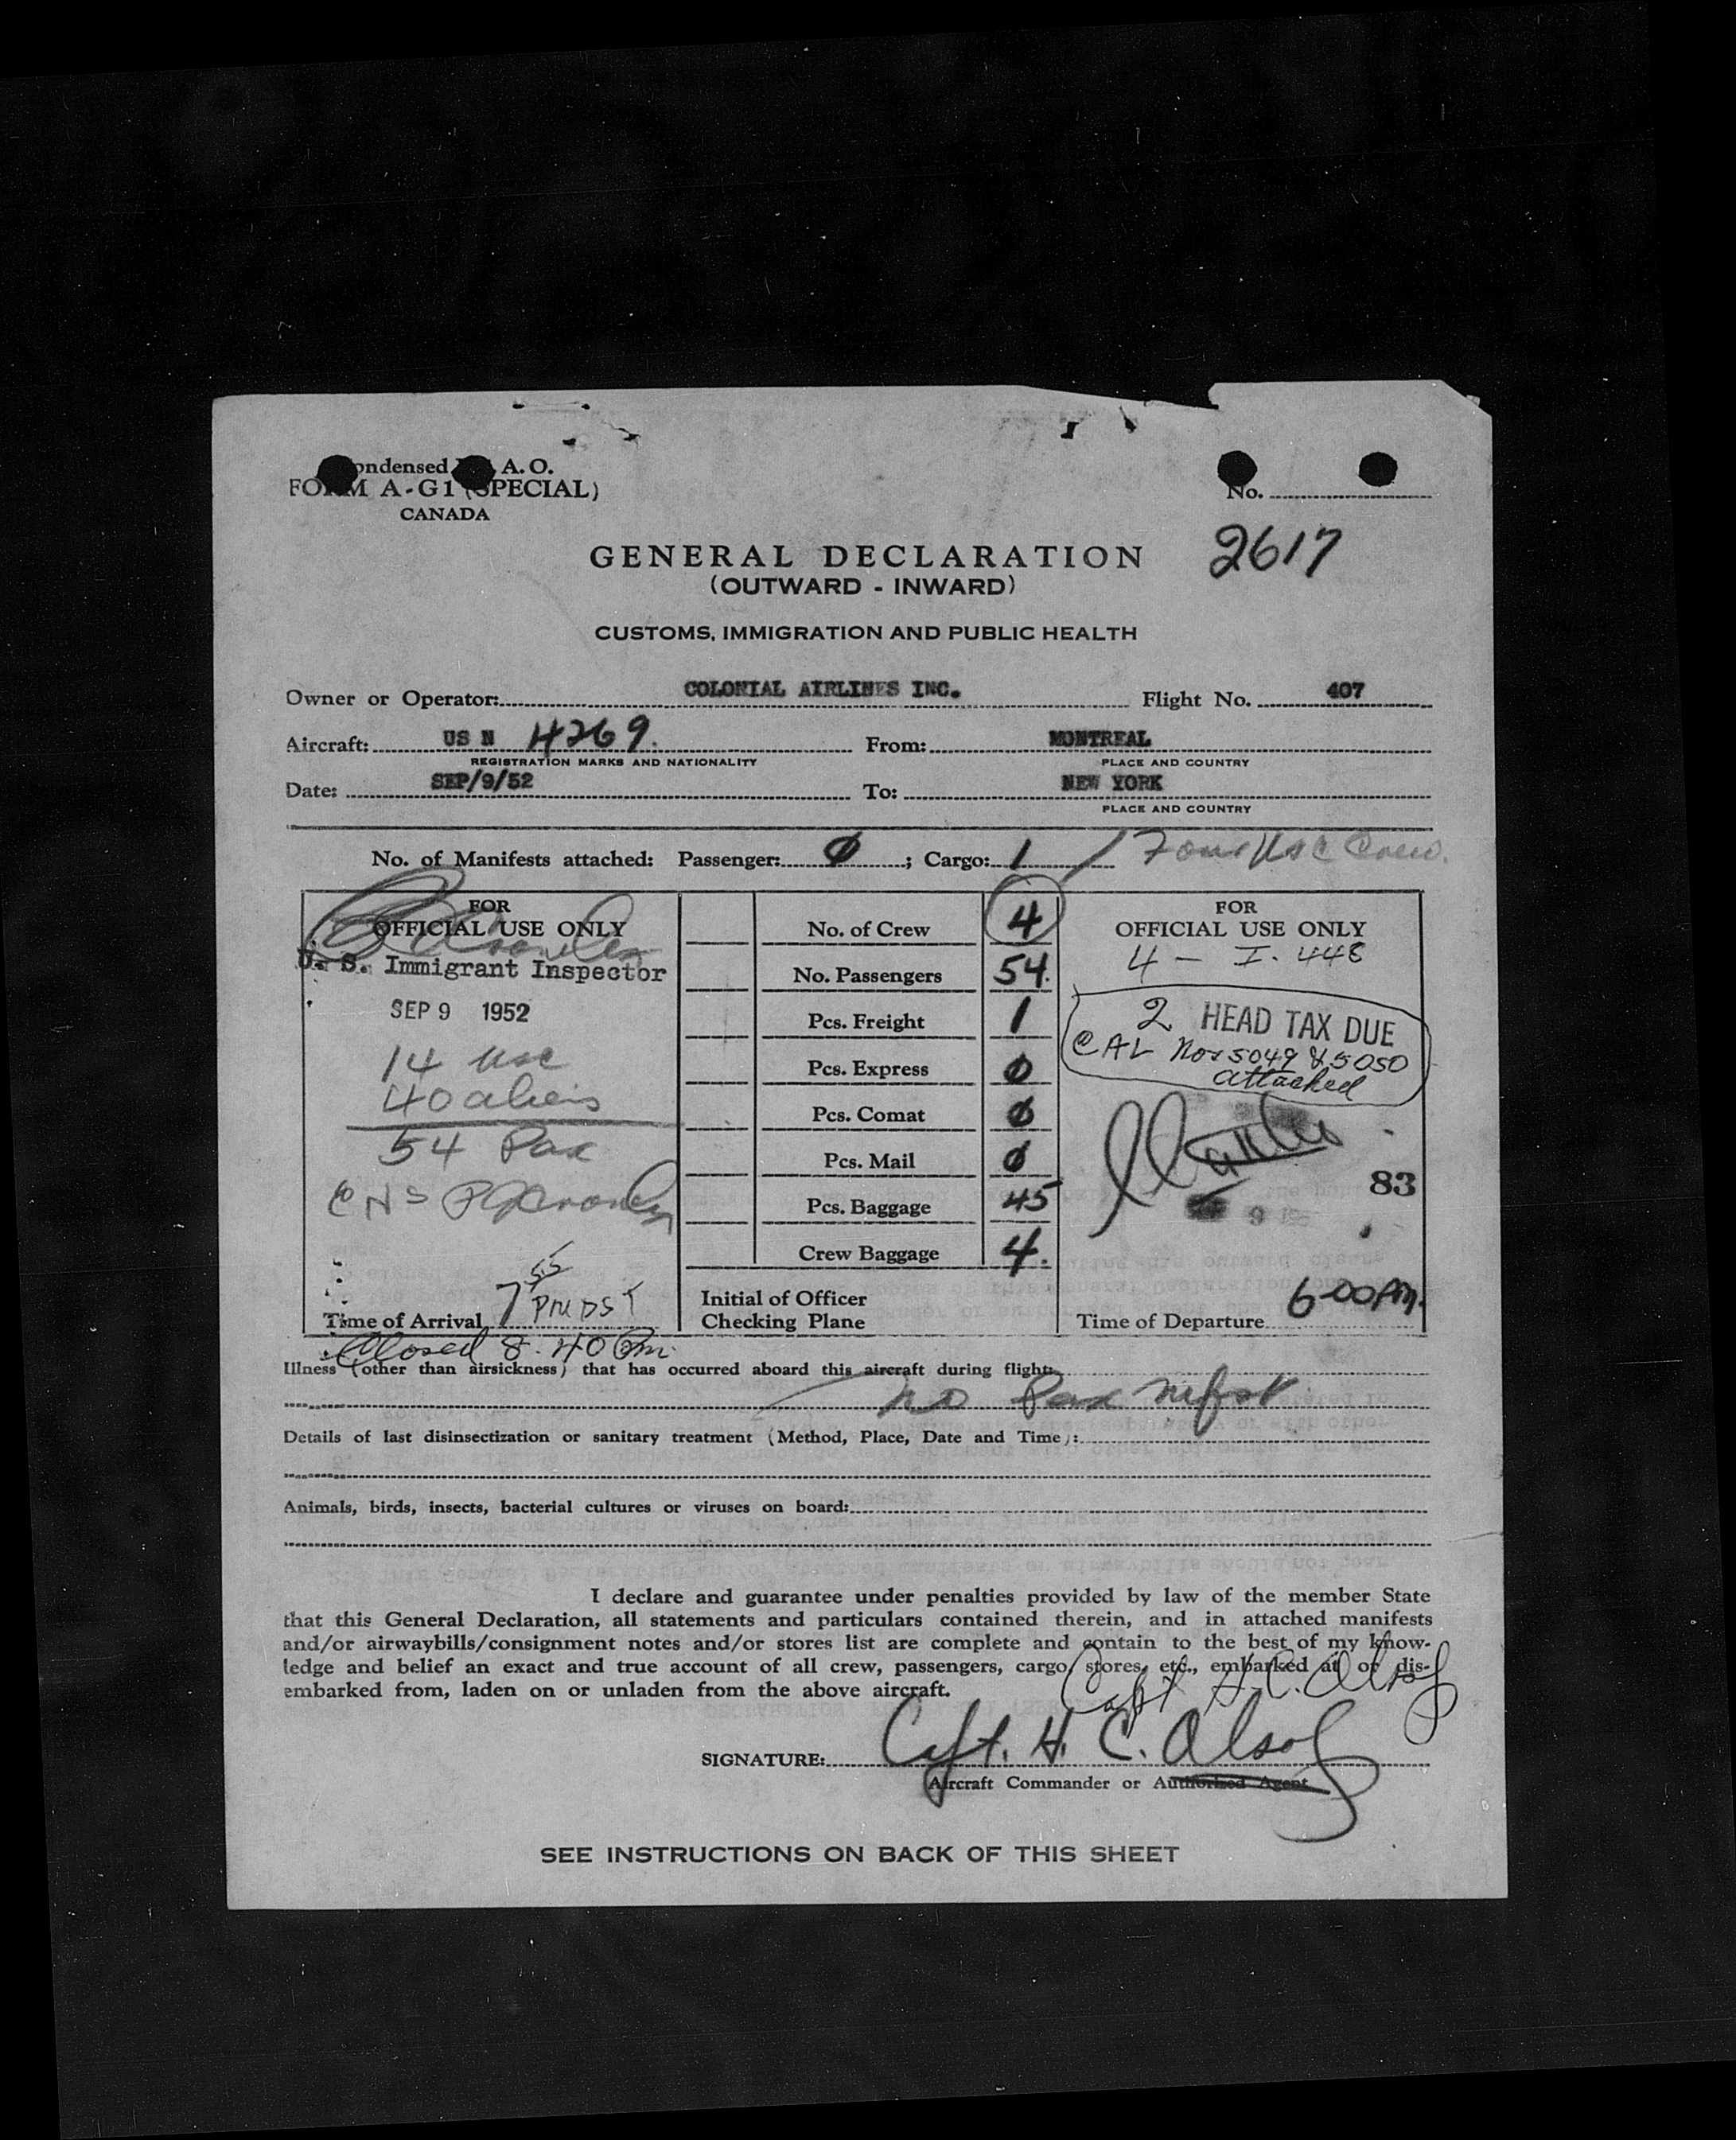 ondensed A. O.
FORM A-G1 (SPECIAL)
CANADA
No.
2617
GENERAL DECLARATION
(OUTWARD - INWARD)
CUSTOMS, IMMIGRATION AND PUBLIC HEALTH
Owner or Operator: COLONIAL AIRLINES INC. Flight No. 407
Aircraft: US N 4269. From: MONTREAL
REGISTRATION MARKS AND NATIONALITY PLACE AND COUNTRY
Date: SEP/9/52 To: NEW YORK
PLACE AND COUNTRY
No. of Manifests attached: Passenger: 0; Cargo: 1 Four USC Crew.
FOR
OFFICIAL USE ONLY
U. S. Immigrant Inspector
SEP 9 1952
14 usc
40 aliens
54 Pax
Time of Arrival 7 55 PM DST
Closed 8.40 Pm.
No. of Crew 4
No. Passengers 54.
Pcs. Freight 1
Pcs. Express 0
Pcs. Comat 0
Pcs. Mail 0
Pcs. Baggage 45
Crew Baggage 4.
Initial of Officer
Checking Plane
FOR
OFFICIAL USE ONLY
4 - I. 448
2 HEAD TAX DUE
CAL Nos 5049 & 5050
attached
83
9
Time of Departure 6 00 PM.
Illness (other than airsickness) that has occurred aboard this aircraft during flight:
no Pax
Details of last disinsectization or sanitary treatment (Method, Place, Date and Time):
Animals, birds, insects, bacterial cultures or viruses on board:
I declare and guarantee under penalties provided by law of the member State
that this General Declaration, all statements and particulars contained therein, and in attached manifests
and/or airwaybills/consignment notes and/or stores list are complete and contain to the best of my know-
ledge and belief an exact and true account of all crew, passengers, cargo, stores, etc., embarked at or dis-
embarked from, laden on or unladen from the above aircraft.
Capt H. C. Alsop
SIGNATURE: Capt. H. C. Alsop
Aircraft Commander or Authorized Agent
SEE INSTRUCTIONS ON BACK OF THIS SHEET